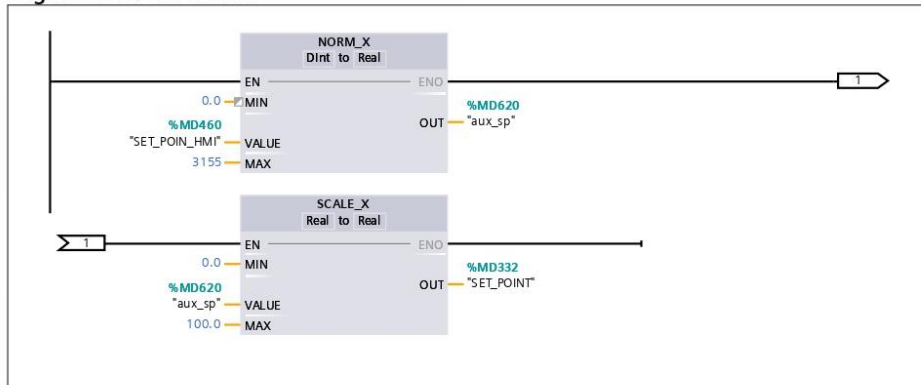 NORM_X
Dint to Real
EN
ENO
1
0.0
MIN
%MD620
%MD460
OUT
"aux_sp"
"SET_POIN_HMI"
VALUE
3155
MAX
SCALE_X
Real to Real
1
EN
ENO
0.0
MIN
%MD332
%MD620
OUT
"SET_POINT"
"aux_sp"
VALUE
100.0
MAX